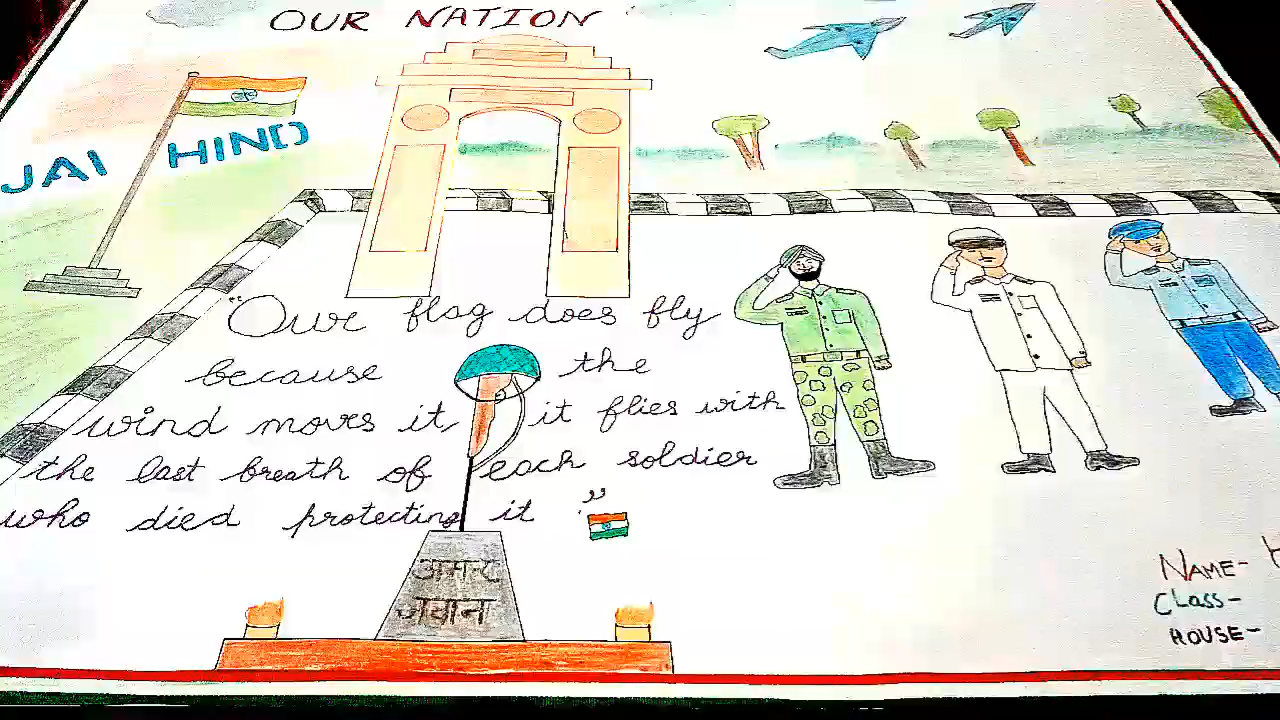 OUR NATION
JAI HIND
"Our flag does fly
because the
wind moves it, it flies with
the last breath of each soldier
who died protecting it "
जवान
NAME-
CLASS-
HOUSE-